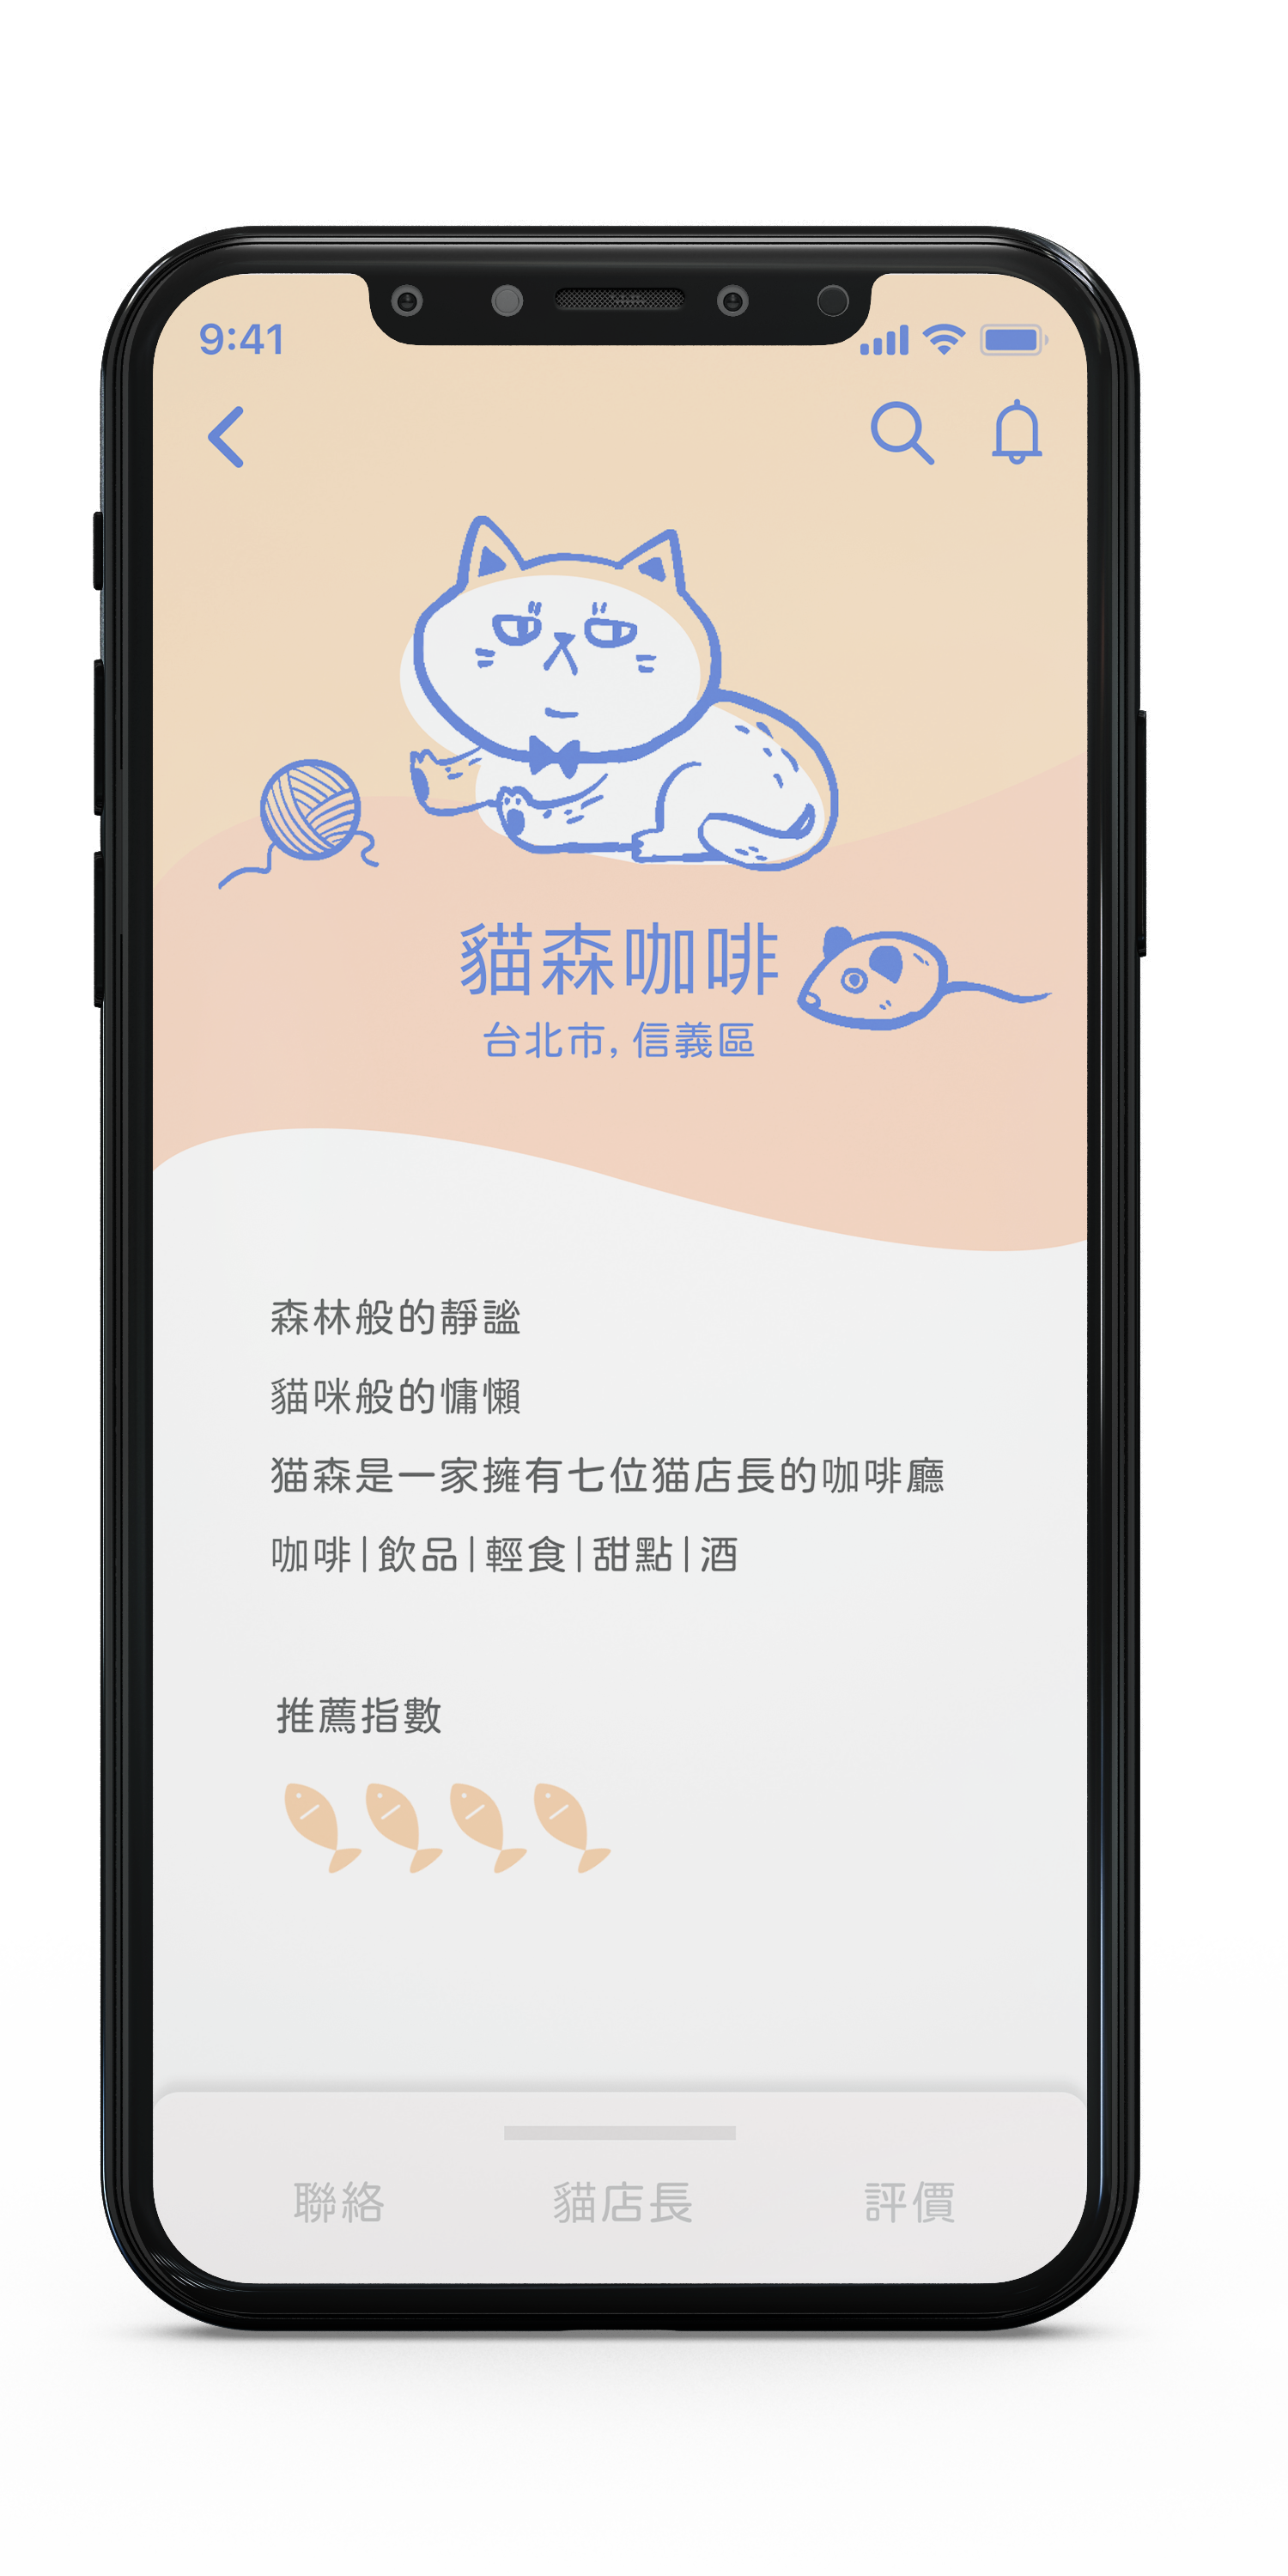 9:41
貓森咖啡
台北市, 信義區
森林般的靜謐
貓咪般的慵懶
猫森是一家擁有七位猫店長的咖啡廳
咖啡|飲品|輕食|甜點|酒
推薦指數
聯絡 貓店長 評價